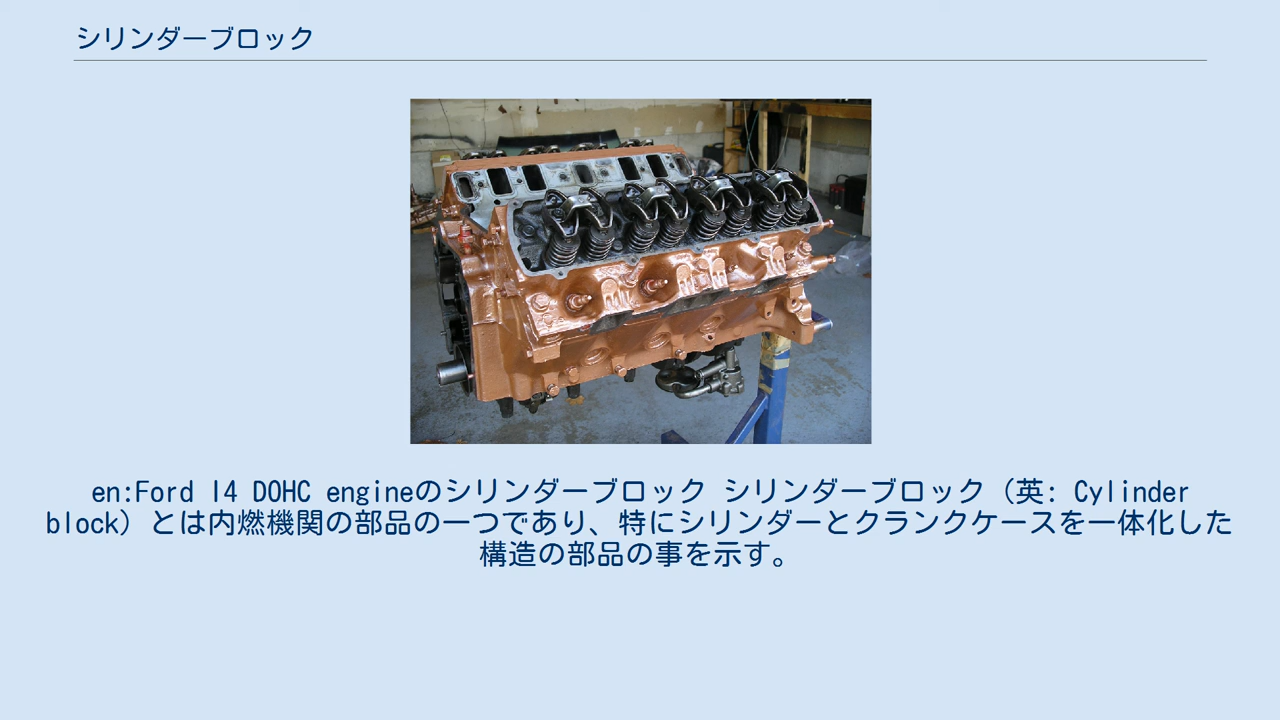 シリンダーブロック
en:Ford I4 DOHC engineのシリンダーブロック シリンダーブロック（英: Cylinder
block）とは内燃機関の部品の一つであり、特にシリンダーとクランクケースを一体化した
構造の部品の事を示す。